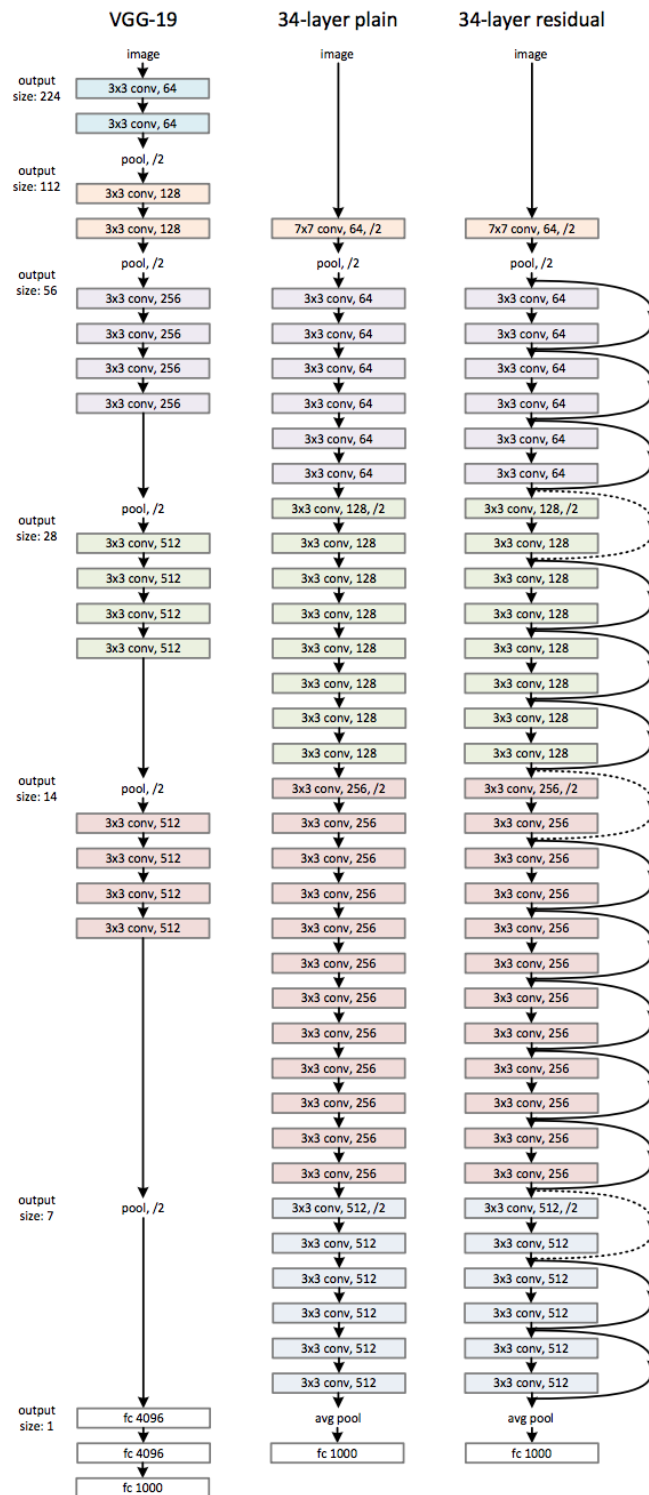 VGG-19
image
output
size: 224
3x3 conv, 64
3x3 conv, 64
pool, /2
output
size: 112
3x3 conv, 128
3x3 conv, 128
pool, /2
output
size: 56
3x3 conv, 256
3x3 conv, 256
3x3 conv, 256
3x3 conv, 256
pool, /2
output
size: 28
3x3 conv, 512
3x3 conv, 512
3x3 conv, 512
3x3 conv, 512
pool, /2
output
size: 14
3x3 conv, 512
3x3 conv, 512
3x3 conv, 512
3x3 conv, 512
output
size: 7
pool, /2
output
size: 1
fc 4096
fc 4096
fc 1000
34-layer plain
image
7x7 conv, 64, /2
pool, /2
3x3 conv, 64
3x3 conv, 64
3x3 conv, 64
3x3 conv, 64
3x3 conv, 64
3x3 conv, 64
3x3 conv, 128, /2
3x3 conv, 128
3x3 conv, 128
3x3 conv, 128
3x3 conv, 128
3x3 conv, 128
3x3 conv, 128
3x3 conv, 128
3x3 conv, 256, /2
3x3 conv, 256
3x3 conv, 256
3x3 conv, 256
3x3 conv, 256
3x3 conv, 256
3x3 conv, 256
3x3 conv, 256
3x3 conv, 256
3x3 conv, 256
3x3 conv, 256
3x3 conv, 256
3x3 conv, 512, /2
3x3 conv, 512
3x3 conv, 512
3x3 conv, 512
3x3 conv, 512
3x3 conv, 512
avg pool
fc 1000
34-layer residual
image
7x7 conv, 64, /2
pool, /2
3x3 conv, 64
3x3 conv, 64
3x3 conv, 64
3x3 conv, 64
3x3 conv, 64
3x3 conv, 64
3x3 conv, 128, /2
3x3 conv, 128
3x3 conv, 128
3x3 conv, 128
3x3 conv, 128
3x3 conv, 128
3x3 conv, 128
3x3 conv, 128
3x3 conv, 256, /2
3x3 conv, 256
3x3 conv, 256
3x3 conv, 256
3x3 conv, 256
3x3 conv, 256
3x3 conv, 256
3x3 conv, 256
3x3 conv, 256
3x3 conv, 256
3x3 conv, 256
3x3 conv, 256
3x3 conv, 512, /2
3x3 conv, 512
3x3 conv, 512
3x3 conv, 512
3x3 conv, 512
3x3 conv, 512
avg pool
fc 1000